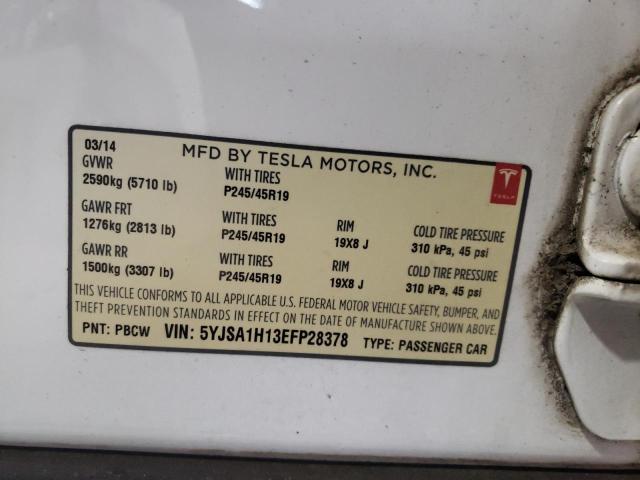 03/14 MFD BY TESLA MOTORS, INC.
GVWR WITH TIRES
2590kg (5710 lb) P245/45R19
TESLA
GAWR FRT WITH TIRES RIM COLD TIRE PRESSURE
1276kg (2813 lb) P245/45R19 19X8 J 310 kPa, 45 psi
GAWR RR WITH TIRES RIM COLD TIRE PRESSURE
1500kg (3307 lb) P245/45R19 19X8 J 310 kPa, 45 psi
THIS VEHICLE CONFORMS TO ALL APPLICABLE U.S. FEDERAL MOTOR VEHICLE SAFETY, BUMPER, AND
THEFT PREVENTION STANDARDS IN EFFECT ON THE DATE OF MANUFACTURE SHOWN ABOVE.
PNT: PBCW VIN: 5YJSA1H13EFP28378 TYPE: PASSENGER CAR